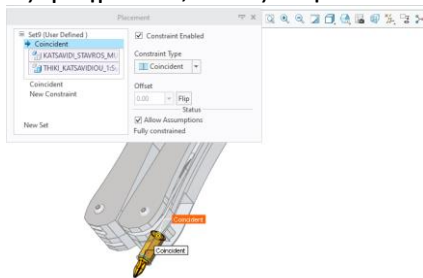 Placement
Set9 (User Defined )
Coincident
KATSAVIDI_STAVROS_M
THIKI_KATSAVIDIOU_1:S
Coincident
New Constraint
New Set
Constraint Enabled
Constraint Type
Coincident
Offset
0.00
Flip
Status
Allow Assumptions
Fully constrained
Coincident
Coincident